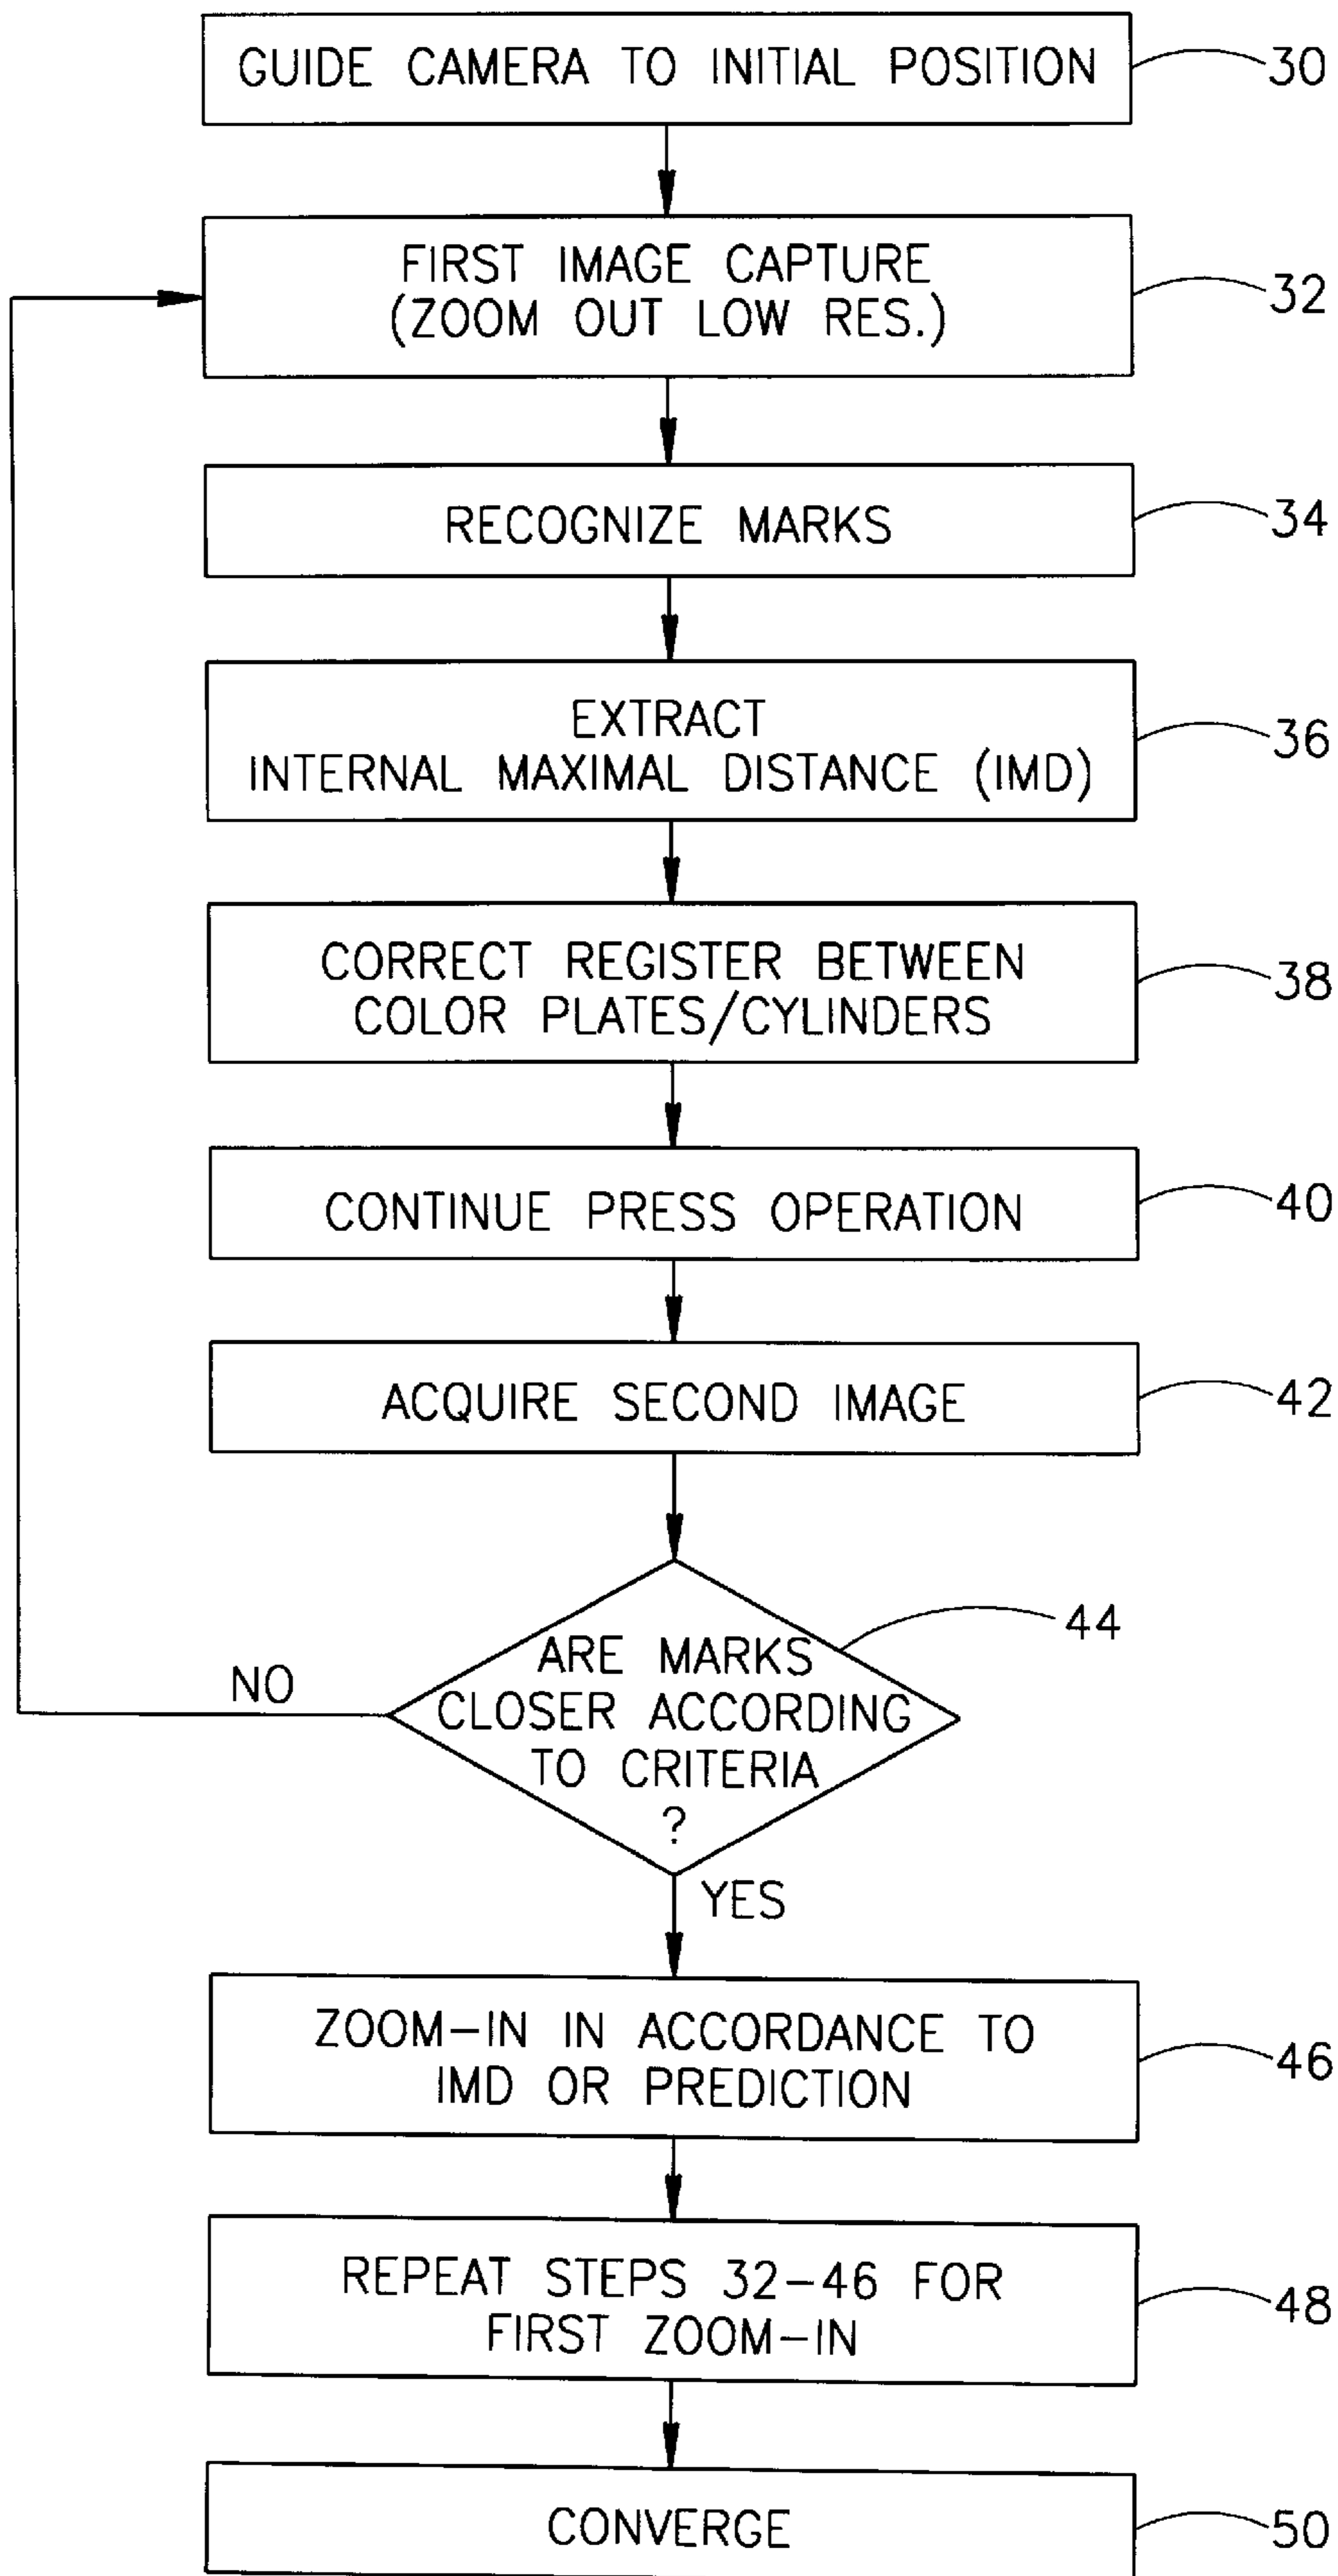 GUIDE CAMERA TO INITIAL POSITION
30
FIRST IMAGE CAPTURE
(ZOOM OUT LOW RES.)
32
RECOGNIZE MARKS
34
EXTRACT
INTERNAL MAXIMAL DISTANCE (IMD)
36
CORRECT REGISTER BETWEEN
COLOR PLATES/CYLINDERS
38
CONTINUE PRESS OPERATION
40
ACQUIRE SECOND IMAGE
42
ARE MARKS
CLOSER ACCORDING
TO CRITERIA
?
44
NO
YES
ZOOM-IN IN ACCORDANCE TO
IMD OR PREDICTION
46
REPEAT STEPS 32-46 FOR
FIRST ZOOM-IN
48
CONVERGE
50